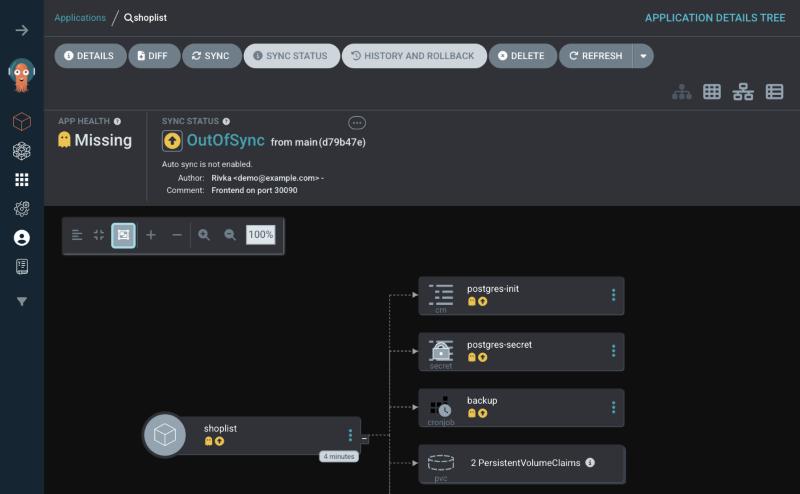 Applications / shoplist
APPLICATION DETAILS TREE
DETAILS
DIFF
SYNC
SYNC STATUS
HISTORY AND ROLLBACK
DELETE
REFRESH
APP HEALTH
Missing
SYNC STATUS
OutOfSync from main (d79b47e)
Auto sync is not enabled.
Author: Rivka <demo@example.com> -
Comment: Frontend on port 30090
100%
postgres-init
cm
postgres-secret
secret
backup
cronjob
shoplist
4 minutes
2 PersistentVolumeClaims
pvc